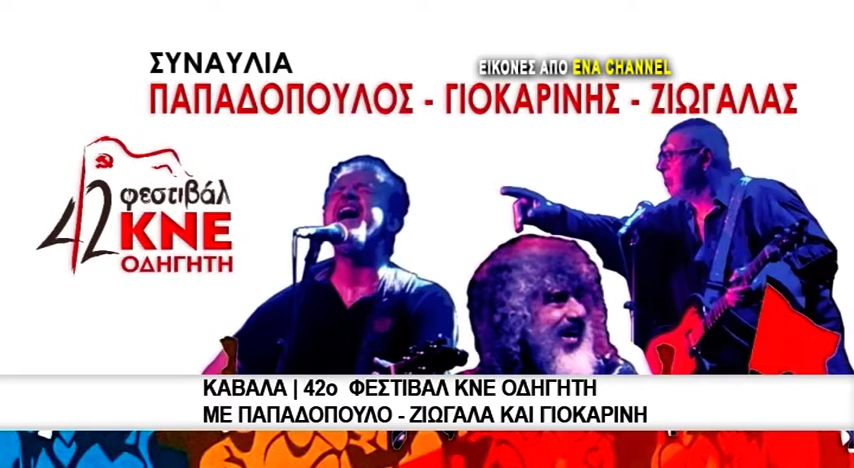 ΣΥΝΑΥΛΙΑ
ΕΙΚΟΝΕΣ ΑΠΟ ΕΝΑ CHANNEL
ΠΑΠΑΔΟΠΟΥΛΟΣ - ΓΙΟΚΑΡΙΝΗΣ - ΖΙΩΓΑΛΑΣ
42 φεστιβάλ
ΚΝΕ
ΟΔΗΓΗΤΗ
ΚΑΒΑΛΑ | 42ο ΦΕΣΤΙΒΑΛ ΚΝΕ ΟΔΗΓΗΤΗ
ΜΕ ΠΑΠΑΔΟΠΟΥΛΟ - ΖΙΩΓΑΛΑ ΚΑΙ ΓΙΟΚΑΡΙΝΗ